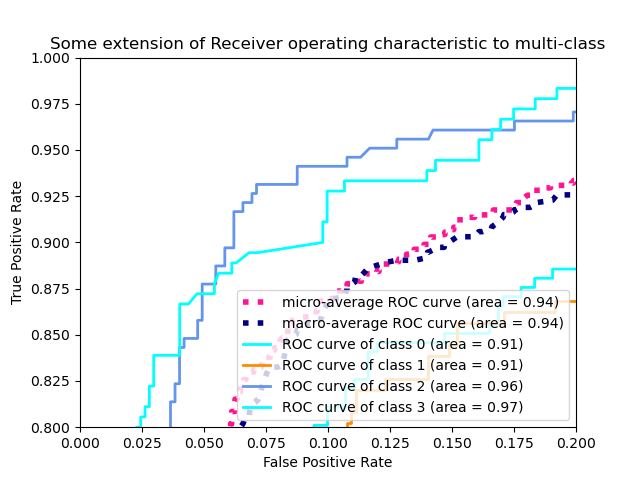 Some extension of Receiver operating characteristic to multi-class
1.000
0.975
0.950
0.925
0.900
0.875
0.850
0.825
0.800
True Positive Rate
micro-average ROC curve (area = 0.94)
macro-average ROC curve (area = 0.94)
ROC curve of class 0 (area = 0.91)
ROC curve of class 1 (area = 0.91)
ROC curve of class 2 (area = 0.96)
ROC curve of class 3 (area = 0.97)
0.000 0.025 0.050 0.075 0.100 0.125 0.150 0.175 0.200
False Positive Rate